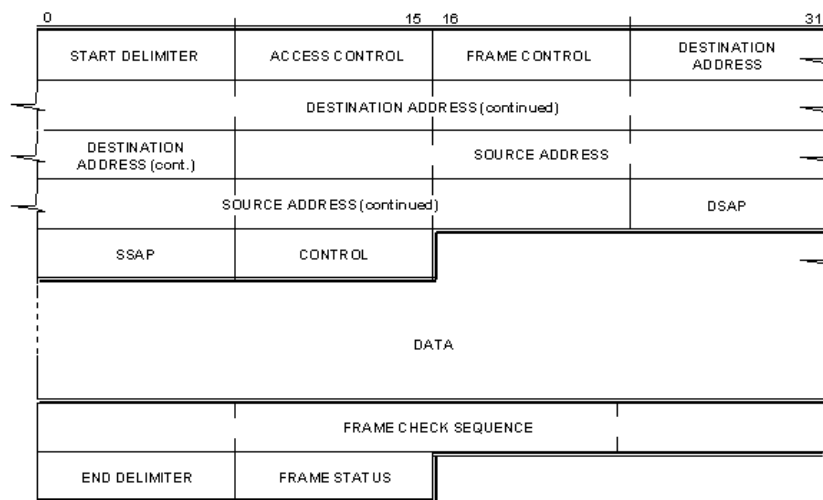 0 15 16 31
START DELIMITER ACCESS CONTROL FRAME CONTROL DESTINATION
ADDRESS
DESTINATION ADDRESS (continued)
DESTINATION
ADDRESS (cont.) SOURCE ADDRESS
SOURCE ADDRESS (continued) DSAP
SSAP CONTROL
DATA
FRAME CHECK SEQUENCE
END DELIMITER FRAME STATUS